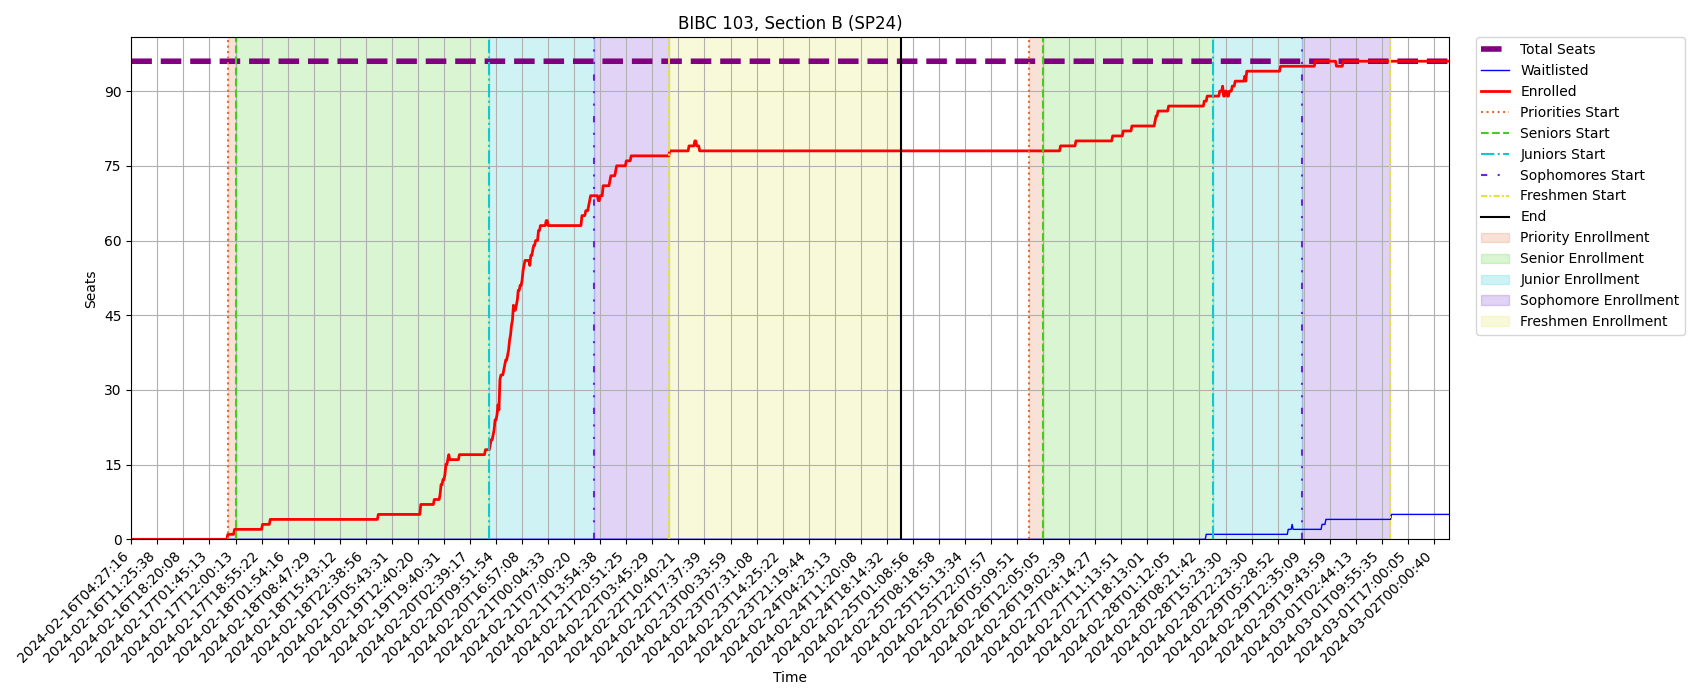 BIBC 103, Section B (SP24)
Seats
90
75
60
45
30
15
0
2024-02-16T04:27:16
2024-02-16T11:25:38
2024-02-16T18:20:08
2024-02-17T01:45:13
2024-02-17T12:00:13
2024-02-17T18:55:22
2024-02-18T01:54:16
2024-02-18T08:47:29
2024-02-18T15:43:12
2024-02-18T22:38:56
2024-02-19T05:43:31
2024-02-19T12:40:20
2024-02-19T19:40:31
2024-02-20T02:39:17
2024-02-20T09:51:54
2024-02-20T16:57:08
2024-02-21T00:04:33
2024-02-21T07:00:20
2024-02-21T13:54:38
2024-02-21T20:51:25
2024-02-22T03:45:29
2024-02-22T10:40:21
2024-02-22T17:37:39
2024-02-23T00:33:59
2024-02-23T07:31:08
2024-02-23T14:25:22
2024-02-23T21:19:44
2024-02-24T04:23:13
2024-02-24T11:20:08
2024-02-24T18:14:32
2024-02-25T01:08:56
2024-02-25T08:18:58
2024-02-25T15:13:34
2024-02-25T22:07:57
2024-02-26T05:09:51
2024-02-26T12:05:05
2024-02-26T19:02:39
2024-02-27T04:14:27
2024-02-27T11:13:51
2024-02-27T18:13:01
2024-02-28T01:12:05
2024-02-28T08:21:42
2024-02-28T15:23:30
2024-02-28T22:23:30
2024-02-29T05:28:52
2024-02-29T12:35:09
2024-02-29T19:43:59
2024-03-01T02:44:13
2024-03-01T09:55:35
2024-03-01T17:00:05
2024-03-02T00:00:40
Time
Total Seats
Waitlisted
Enrolled
Priorities Start
Seniors Start
Juniors Start
Sophomores Start
Freshmen Start
End
Priority Enrollment
Senior Enrollment
Junior Enrollment
Sophomore Enrollment
Freshmen Enrollment